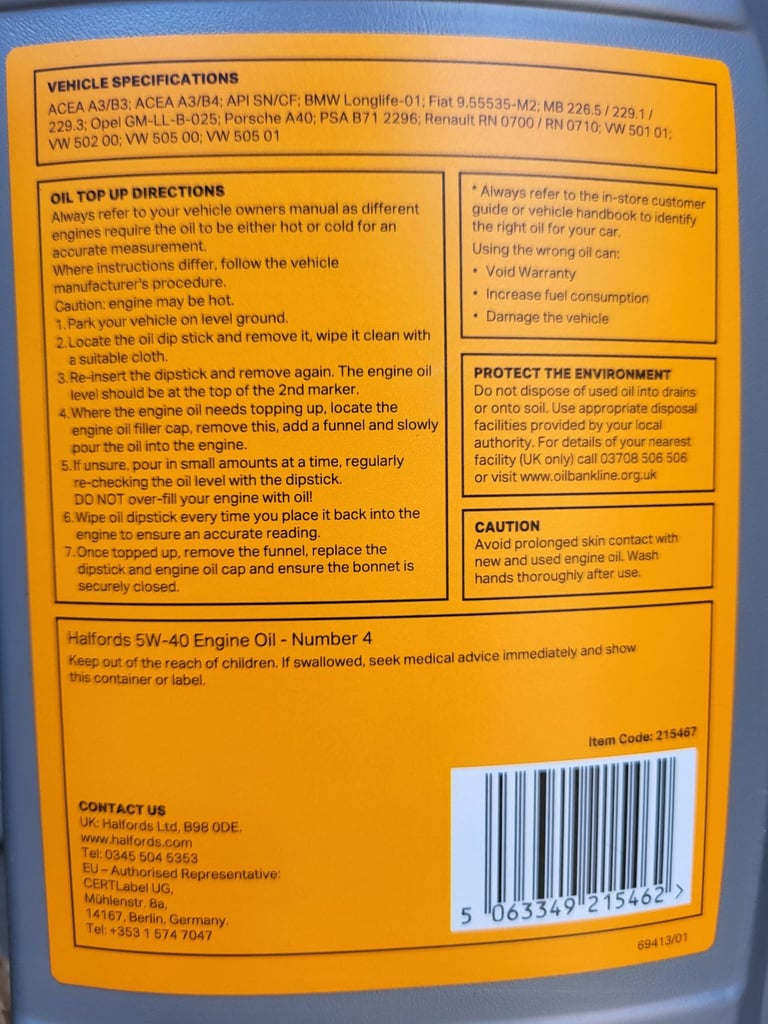 VEHICLE SPECIFICATIONS
ACEA A3/B3; ACEA A3/B4; API SN/CF; BMW Longlife-01; Fiat 9.55535-M2; MB 226.5 / 229.1 /
229.3; Opel GM-LL-B-025; Porsche A40; PSA B71 2296; Renault RN 0700 / RN 0710; VW 501 01;
VW 502 00; VW 505 00; VW 505 01
OIL TOP UP DIRECTIONS
Always refer to your vehicle owners manual as different
engines require the oil to be either hot or cold for an
accurate measurement.
Where instructions differ, follow the vehicle
manufacturer's procedure.
Caution: engine may be hot.
1. Park your vehicle on level ground.
2. Locate the oil dip stick and remove it, wipe it clean with
a suitable cloth.
3. Re-insert the dipstick and remove again. The engine oil
level should be at the top of the 2nd marker.
4. Where the engine oil needs topping up, locate the
engine oil filler cap, remove this, add a funnel and slowly
pour the oil into the engine.
5. If unsure, pour in small amounts at a time, regularly
re-checking the oil level with the dipstick.
DO NOT over-fill your engine with oil!
6. Wipe oil dipstick every time you place it back into the
engine to ensure an accurate reading.
7. Once topped up, remove the funnel, replace the
dipstick and engine oil cap and ensure the bonnet is
securely closed.
* Always refer to the in-store customer
guide or vehicle handbook to identify
the right oil for your car.
Using the wrong oil can:
• Void Warranty
• Increase fuel consumption
• Damage the vehicle
PROTECT THE ENVIRONMENT
Do not dispose of used oil into drains
or onto soil. Use appropriate disposal
facilities provided by your local
authority. For details of your nearest
facility (UK only) call 03708 506 506
or visit www.oilbankline.org.uk
CAUTION
Avoid prolonged skin contact with
new and used engine oil. Wash
hands thoroughly after use.
Halfords 5W-40 Engine Oil - Number 4
Keep out of the reach of children. If swallowed, seek medical advice immediately and show
this container or label.
Item Code: 215467
CONTACT US
UK: Halfords Ltd, B98 0DE.
www.halfords.com
Tel: 0345 504 5353
EU – Authorised Representative:
CERTLabel UG,
Mühlenstr. 8a,
14167, Berlin, Germany.
Tel: +353 1 574 7047
5 063349 215462 >
69413/01